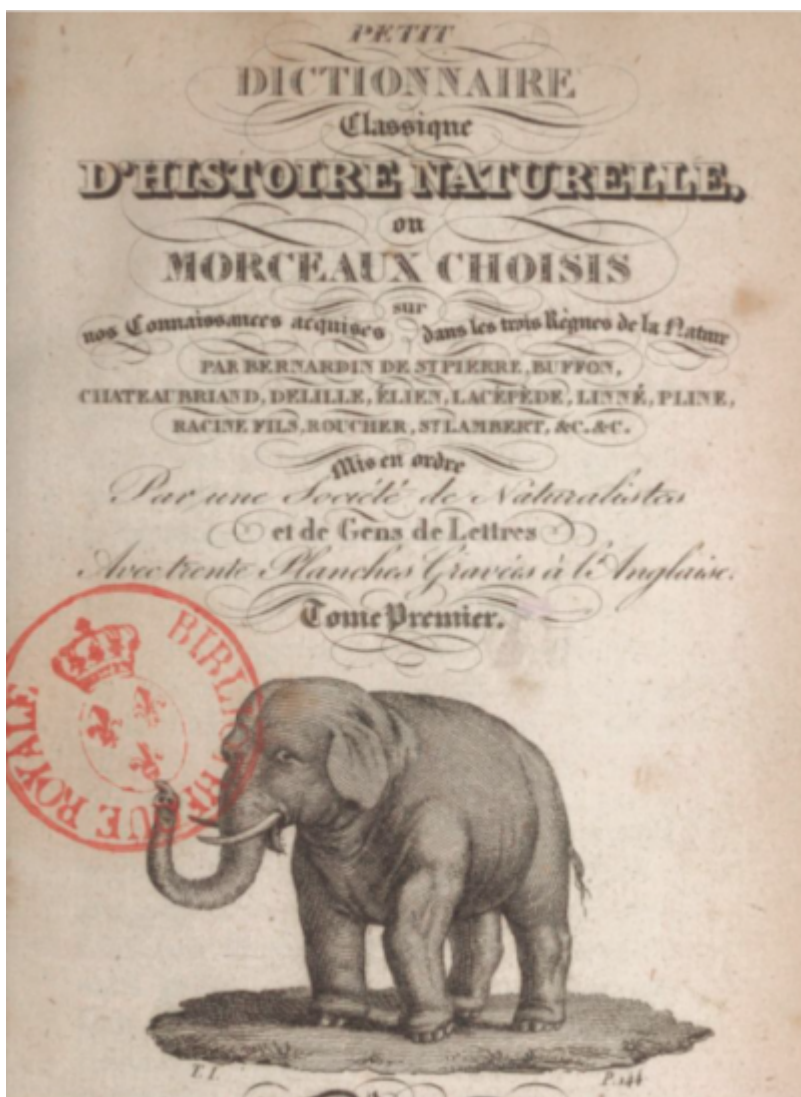 PETIT
DICTIONNAIRE
Classique
D'HISTOIRE NATURELLE,
ou
MORCEAUX CHOISIS
sur
nos Connaissances acquises dans les trois Règnes de la Nature
PAR BERNARDIN DE ST PIERRE, BUFFON,
CHATEAUBRIAND, DELILLE, ÉLIEN, LACÉPÈDE, LINNÉ, PLINE,
RACINE FILS, ROUCHER, ST LAMBERT, &C. &C.
Mis en ordre
Par une Société de Naturalistes
et de Gens de Lettres
Avec trente Planches Gravées à l'Anglaise.
Tome Premier.
BIBLIOTHEQUE ROYALE
T. I. P. 144